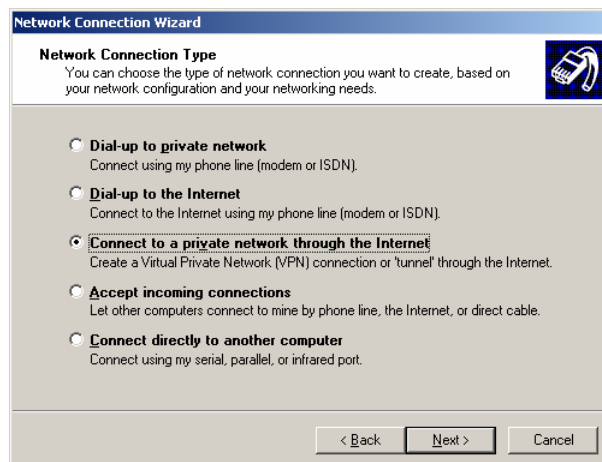 Network Connection Wizard
Network Connection Type
You can choose the type of network connection you want to create, based on
your network configuration and your networking needs.
Dial-up to private network
Connect using my phone line (modem or ISDN).
Dial-up to the Internet
Connect to the Internet using my phone line (modem or ISDN).
Connect to a private network through the Internet
Create a Virtual Private Network (VPN) connection or 'tunnel' through the Internet.
Accept incoming connections
Let other computers connect to mine by phone line, the Internet, or direct cable.
Connect directly to another computer
Connect using my serial, parallel, or infrared port.
< Back Next > Cancel